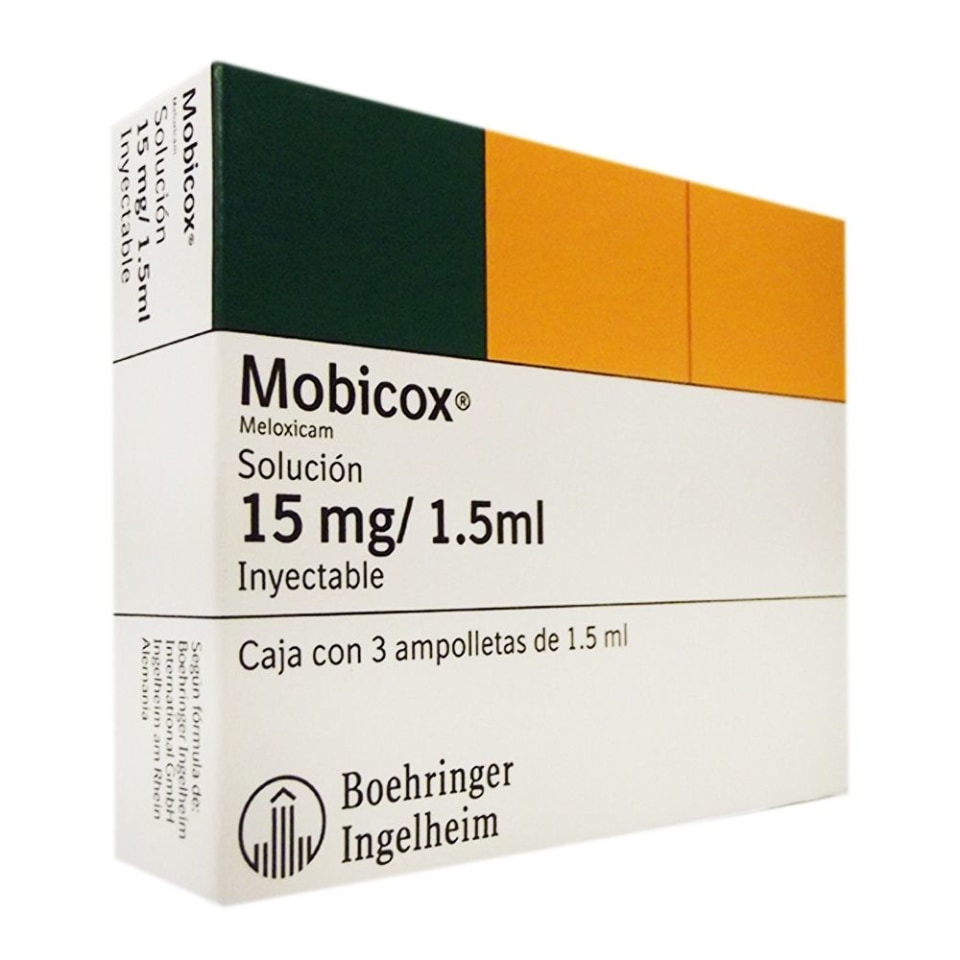 Mobicox®
Meloxicam
Solución
15 mg/ 1.5ml
Inyectable
Mobicox®
Meloxicam
Solución
15 mg/ 1.5ml
Inyectable
Caja con 3 ampolletas de 1.5 ml
Según fórmula de:
Boehringer Ingelheim
International GmbH
Ingelheim am Rhein
Alemania
Boehringer
Ingelheim